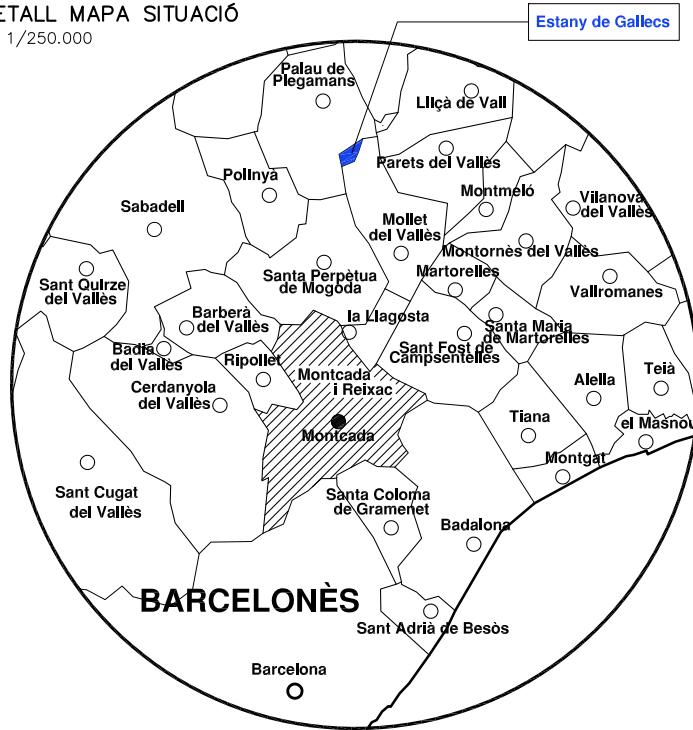 ETALL MAPA SITUACIÓ
1/250.000
Estany de Gallecs
Palau de
Plegamans
Lliçà de Vall
Parets del Vallès
Polinyà
Montmeló
Vilanova
del Vallès
Sabadell
Mollet
del Vallès
Montornès del Vallès
Sant Quirze
del Vallès
Santa Perpètua
de Mogoda
Martorelles
Vallromanes
Barberà
del Vallès
la Llagosta
Santa Maria
de Martorelles
Sant Fost de
Campsentelles
Badia
del Vallès
Ripollet
Montcada
i Reixac
Cerdanyola
del Vallès
Alella
Teià
Tiana
el Masnou
Montcada
Montgat
Sant Cugat
del Vallès
Santa Coloma
de Gramenet
Badalona
BARCELONÈS
Sant Adrià de Besòs
Barcelona